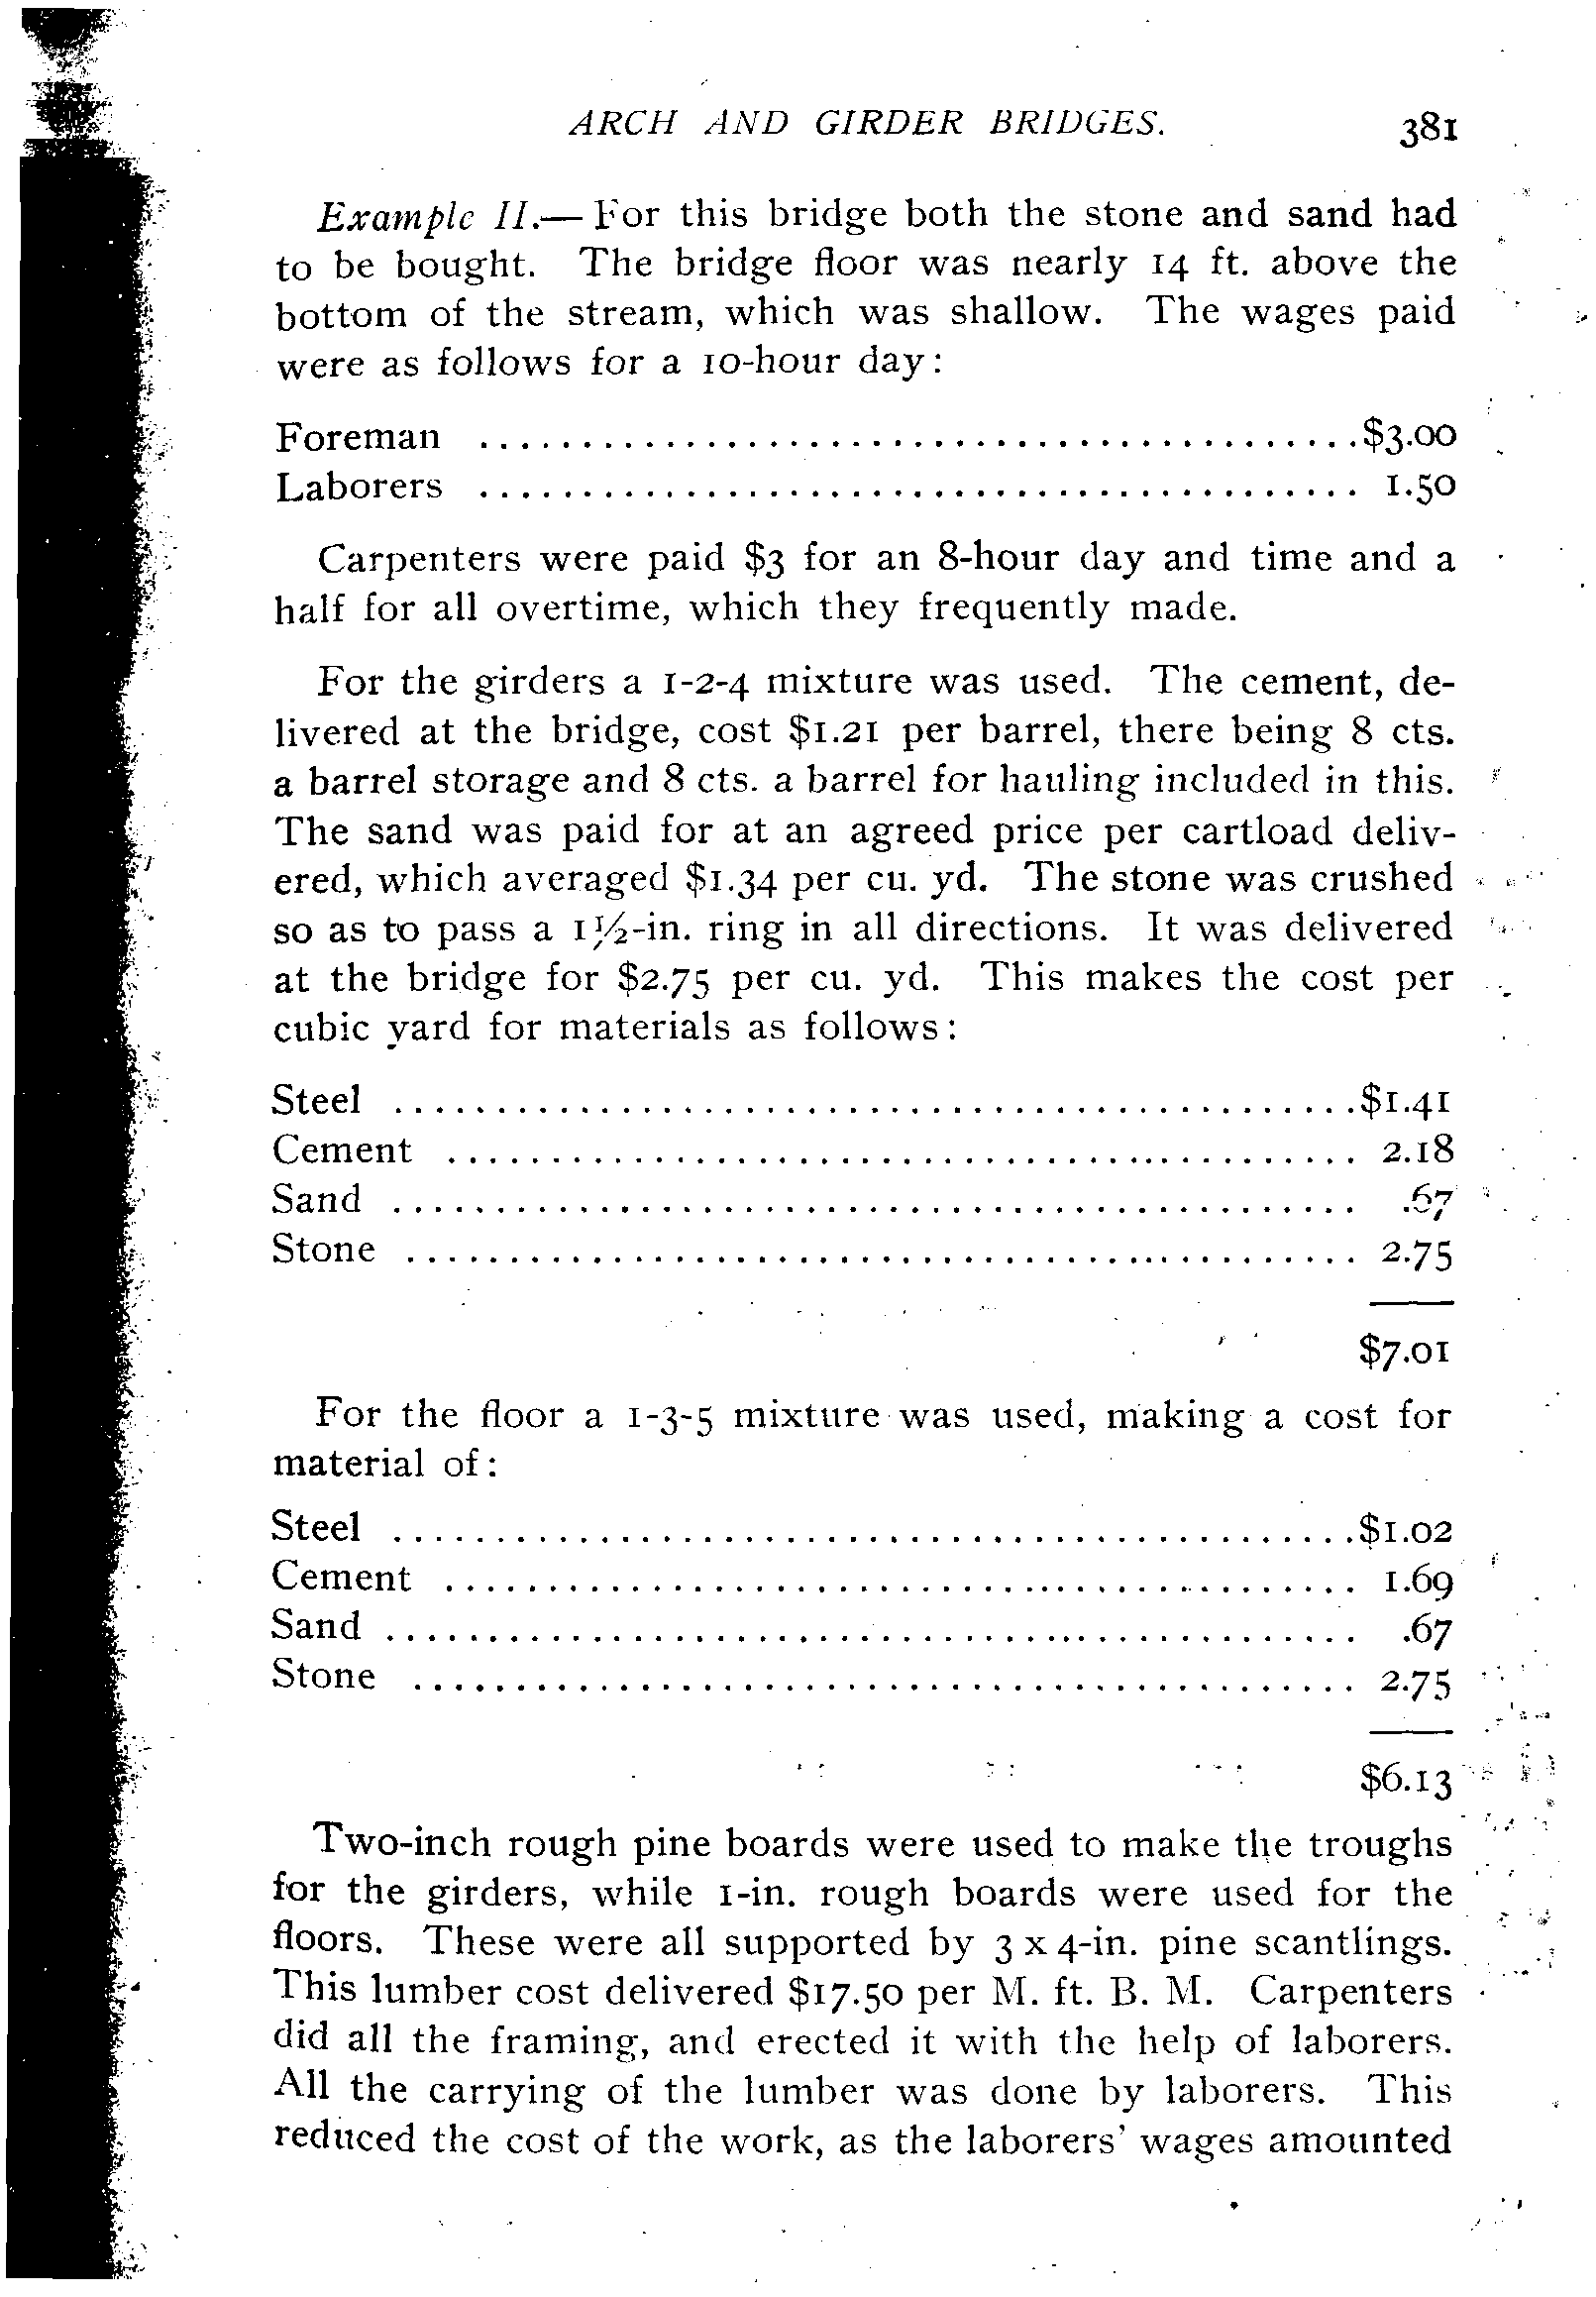 ARCH AND GIRDER BRIDGES. 381
Example II.— For this bridge both the stone and sand had
to be bought. The bridge floor was nearly 14 ft. above the
bottom of the stream, which was shallow. The wages paid
were as follows for a 10-hour day:
Foreman ........................................... $3.00
Laborers ........................................... 1.50
Carpenters were paid $3 for an 8-hour day and time and a
half for all overtime, which they frequently made.
For the girders a 1-2-4 mixture was used. The cement, de-
livered at the bridge, cost $1.21 per barrel, there being 8 cts.
a barrel storage and 8 cts. a barrel for hauling included in this.
The sand was paid for at an agreed price per cartload deliv-
ered, which averaged $1.34 per cu. yd. The stone was crushed
so as to pass a 1½-in. ring in all directions. It was delivered
at the bridge for $2.75 per cu. yd. This makes the cost per
cubic yard for materials as follows:
Steel ............................................... $1.41
Cement ............................................ 2.18
Sand ............................................... .67
Stone .............................................. 2.75
$7.01
For the floor a 1-3-5 mixture was used, making a cost for
material of:
Steel ............................................... $1.02
Cement ............................................ 1.69
Sand ............................................... .67
Stone .............................................. 2.75
$6.13
Two-inch rough pine boards were used to make the troughs
for the girders, while 1-in. rough boards were used for the
floors. These were all supported by 3 x 4-in. pine scantlings.
This lumber cost delivered $17.50 per M. ft. B. M. Carpenters
did all the framing, and erected it with the help of laborers.
All the carrying of the lumber was done by laborers. This
reduced the cost of the work, as the laborers' wages amounted